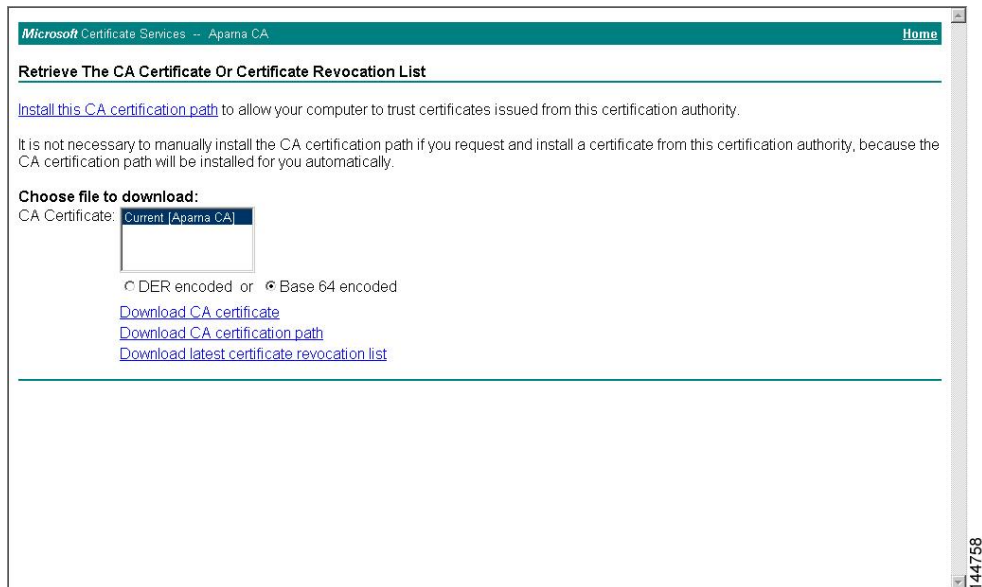 Microsoft Certificate Services -- Aparna CA Home
Retrieve The CA Certificate Or Certificate Revocation List
Install this CA certification path to allow your computer to trust certificates issued from this certification authority.
It is not necessary to manually install the CA certification path if you request and install a certificate from this certification authority, because the
CA certification path will be installed for you automatically.
Choose file to download:
CA Certificate: Current [Aparna CA]
DER encoded or Base 64 encoded
Download CA certificate
Download CA certification path
Download latest certificate revocation list
144758